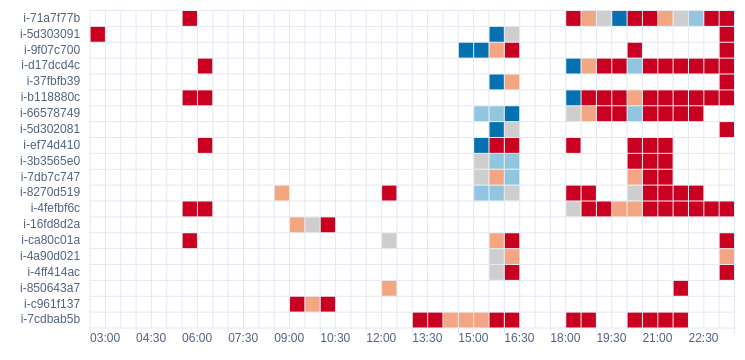 i-71a7f77b
i-5d303091
i-9f07c700
i-d17dcd4c
i-37fbfb39
i-b118880c
i-66578749
i-5d302081
i-ef74d410
i-3b3565e0
i-7db7c747
i-8270d519
i-4fefbf6c
i-16fd8d2a
i-ca80c01a
i-4a90d021
i-4ff414ac
i-850643a7
i-c961f137
i-7cdbab5b
03:00 04:30 06:00 07:30 09:00 10:30 12:00 13:30 15:00 16:30 18:00 19:30 21:00 22:30